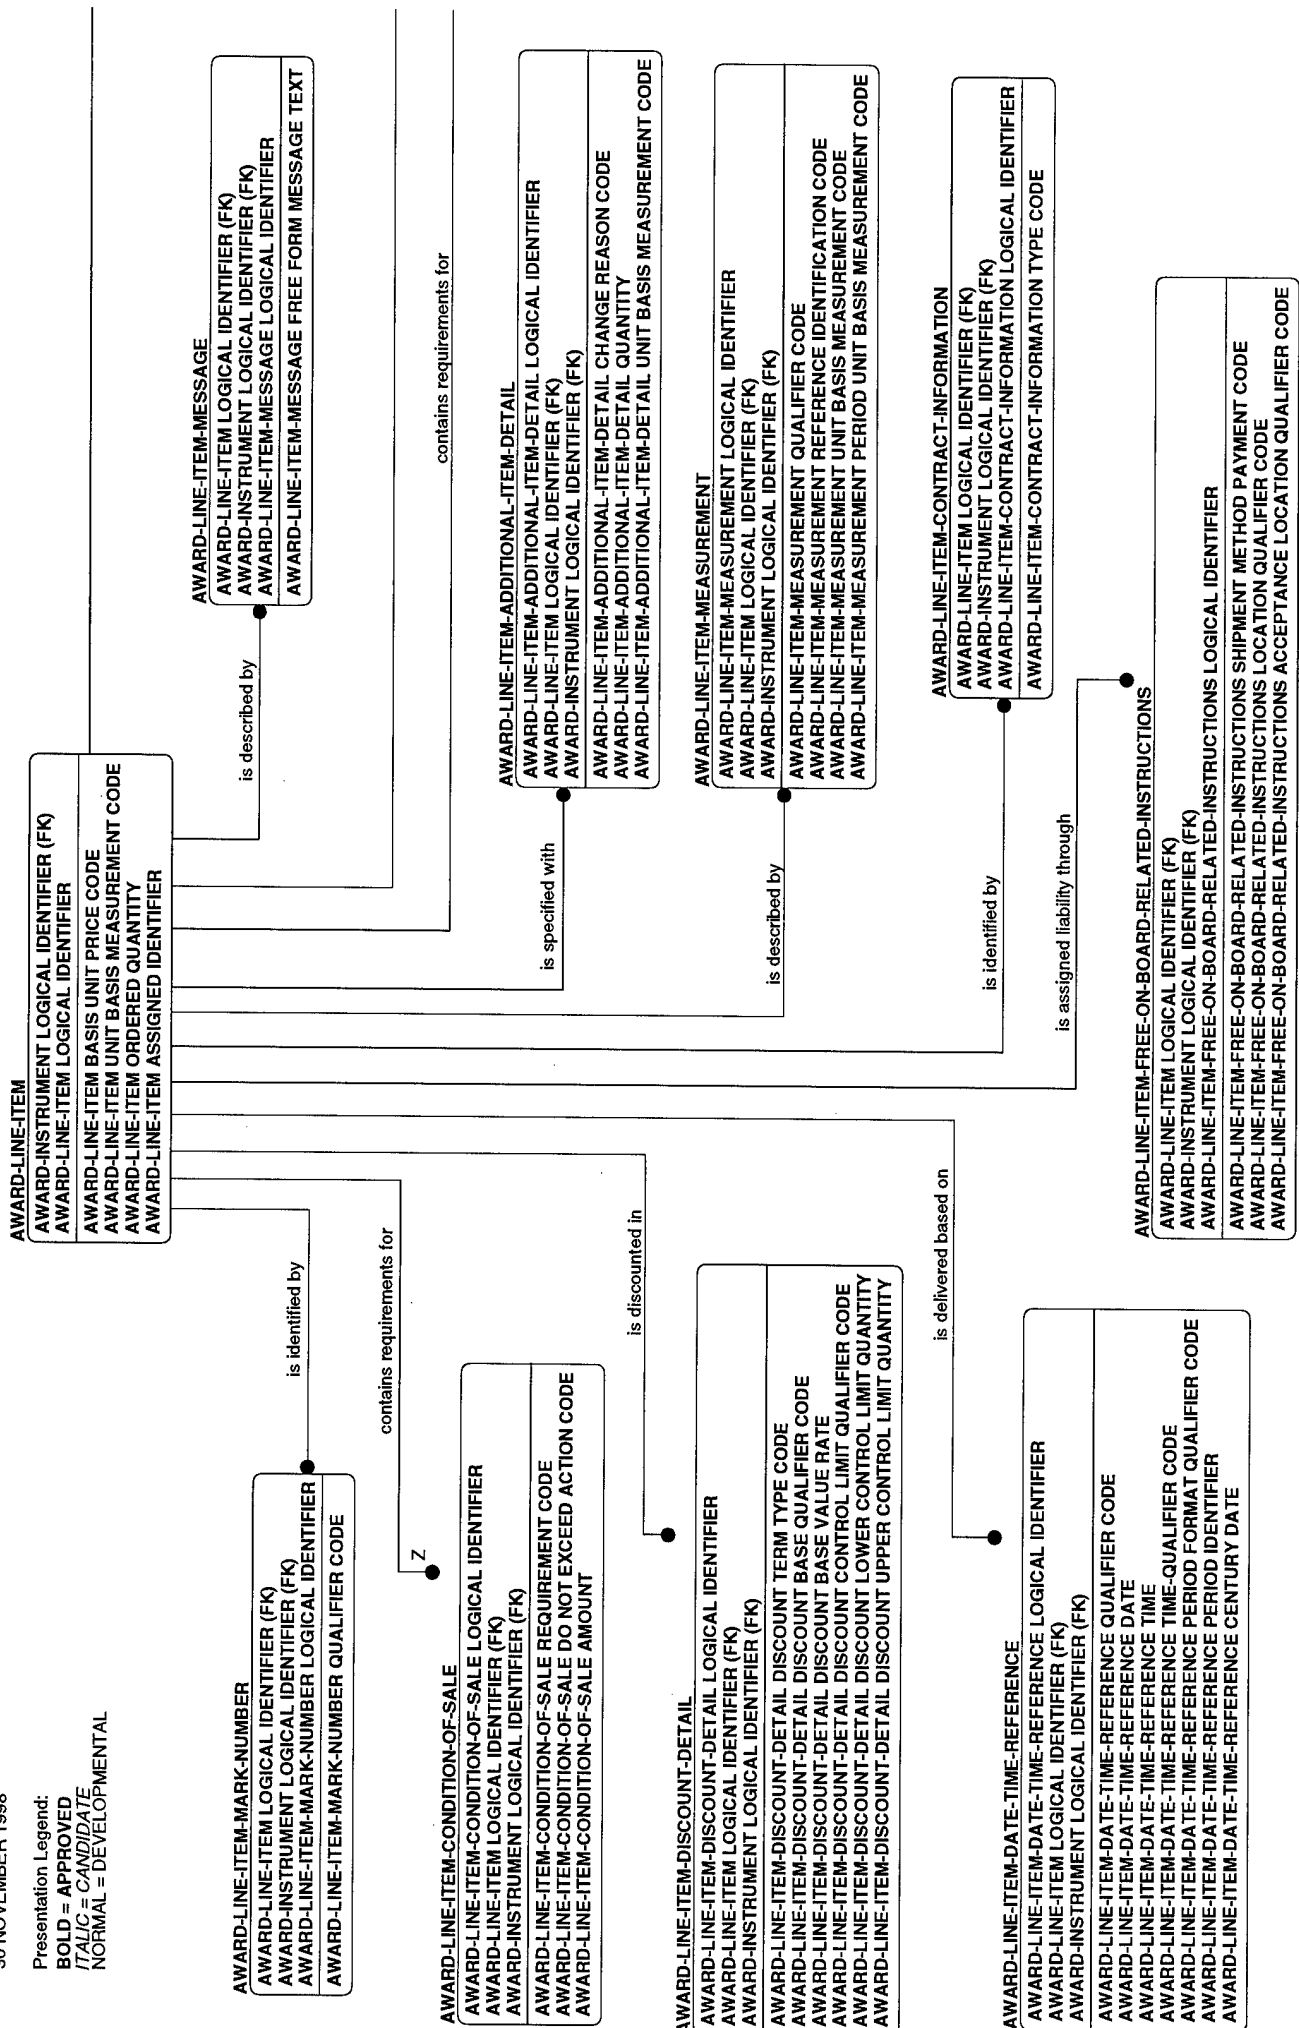 30 NOVEMBER 1998
Presentation Legend:
BOLD = APPROVED
ITALIC = CANDIDATE
NORMAL = DEVELOPMENTAL
AWARD-LINE-ITEM
AWARD-INSTRUMENT LOGICAL IDENTIFIER (FK)
AWARD-LINE-ITEM LOGICAL IDENTIFIER
AWARD-LINE-ITEM BASIS UNIT PRICE CODE
AWARD-LINE-ITEM UNIT BASIS MEASUREMENT CODE
AWARD-LINE-ITEM ORDERED QUANTITY
AWARD-LINE-ITEM ASSIGNED IDENTIFIER
is identified by
AWARD-LINE-ITEM-MARK-NUMBER
AWARD-LINE-ITEM LOGICAL IDENTIFIER (FK)
AWARD-INSTRUMENT LOGICAL IDENTIFIER (FK)
AWARD-LINE-ITEM-MARK-NUMBER LOGICAL IDENTIFIER
AWARD-LINE-ITEM-MARK-NUMBER QUALIFIER CODE
is described by
AWARD-LINE-ITEM-MESSAGE
AWARD-LINE-ITEM LOGICAL IDENTIFIER (FK)
AWARD-INSTRUMENT LOGICAL IDENTIFIER (FK)
AWARD-LINE-ITEM-MESSAGE LOGICAL IDENTIFIER
AWARD-LINE-ITEM-MESSAGE FREE FORM MESSAGE TEXT
contains requirements for
contains requirements for
Z
AWARD-LINE-ITEM-CONDITION-OF-SALE
AWARD-LINE-ITEM-CONDITION-OF-SALE LOGICAL IDENTIFIER
AWARD-LINE-ITEM LOGICAL IDENTIFIER (FK)
AWARD-INSTRUMENT LOGICAL IDENTIFIER (FK)
AWARD-LINE-ITEM-CONDITION-OF-SALE REQUIREMENT CODE
AWARD-LINE-ITEM-CONDITION-OF-SALE DO NOT EXCEED ACTION CODE
AWARD-LINE-ITEM-CONDITION-OF-SALE AMOUNT
is specified with
AWARD-LINE-ITEM-ADDITIONAL-ITEM-DETAIL
AWARD-LINE-ITEM-ADDITIONAL-ITEM-DETAIL LOGICAL IDENTIFIER
AWARD-LINE-ITEM LOGICAL IDENTIFIER (FK)
AWARD-INSTRUMENT LOGICAL IDENTIFIER (FK)
AWARD-LINE-ITEM-ADDITIONAL-ITEM-DETAIL CHANGE REASON CODE
AWARD-LINE-ITEM-ADDITIONAL-ITEM-DETAIL QUANTITY
AWARD-LINE-ITEM-ADDITIONAL-ITEM-DETAIL UNIT BASIS MEASUREMENT CODE
is discounted in
AWARD-LINE-ITEM-DISCOUNT-DETAIL
AWARD-LINE-ITEM-DISCOUNT-DETAIL LOGICAL IDENTIFIER
AWARD-LINE-ITEM LOGICAL IDENTIFIER (FK)
AWARD-INSTRUMENT LOGICAL IDENTIFIER (FK)
AWARD-LINE-ITEM-DISCOUNT-DETAIL DISCOUNT TERM TYPE CODE
AWARD-LINE-ITEM-DISCOUNT-DETAIL DISCOUNT BASE QUALIFIER CODE
AWARD-LINE-ITEM-DISCOUNT-DETAIL DISCOUNT BASE VALUE RATE
AWARD-LINE-ITEM-DISCOUNT-DETAIL DISCOUNT CONTROL LIMIT QUALIFIER CODE
AWARD-LINE-ITEM-DISCOUNT-DETAIL DISCOUNT LOWER CONTROL LIMIT QUANTITY
AWARD-LINE-ITEM-DISCOUNT-DETAIL DISCOUNT UPPER CONTROL LIMIT QUANTITY
is described by
AWARD-LINE-ITEM-MEASUREMENT
AWARD-LINE-ITEM-MEASUREMENT LOGICAL IDENTIFIER
AWARD-LINE-ITEM LOGICAL IDENTIFIER (FK)
AWARD-INSTRUMENT LOGICAL IDENTIFIER (FK)
AWARD-LINE-ITEM-MEASUREMENT QUALIFIER CODE
AWARD-LINE-ITEM-MEASUREMENT REFERENCE IDENTIFICATION CODE
AWARD-LINE-ITEM-MEASUREMENT UNIT BASIS MEASUREMENT CODE
AWARD-LINE-ITEM-MEASUREMENT PERIOD UNIT BASIS MEASUREMENT CODE
is identified by
AWARD-LINE-ITEM-CONTRACT-INFORMATION
AWARD-LINE-ITEM LOGICAL IDENTIFIER (FK)
AWARD-INSTRUMENT LOGICAL IDENTIFIER (FK)
AWARD-LINE-ITEM-CONTRACT-INFORMATION LOGICAL IDENTIFIER
AWARD-LINE-ITEM-CONTRACT-INFORMATION TYPE CODE
is delivered based on
AWARD-LINE-ITEM-DATE-TIME-REFERENCE
AWARD-LINE-ITEM-DATE-TIME-REFERENCE LOGICAL IDENTIFIER
AWARD-LINE-ITEM LOGICAL IDENTIFIER (FK)
AWARD-INSTRUMENT LOGICAL IDENTIFIER (FK)
AWARD-LINE-ITEM-DATE-TIME-REFERENCE QUALIFIER CODE
AWARD-LINE-ITEM-DATE-TIME-REFERENCE DATE
AWARD-LINE-ITEM-DATE-TIME-REFERENCE TIME
AWARD-LINE-ITEM-DATE-TIME-REFERENCE TIME-QUALIFIER CODE
AWARD-LINE-ITEM-DATE-TIME-REFERENCE PERIOD FORMAT QUALIFIER CODE
AWARD-LINE-ITEM-DATE-TIME-REFERENCE PERIOD IDENTIFIER
AWARD-LINE-ITEM-DATE-TIME-REFERENCE CENTURY DATE
is assigned liability through
AWARD-LINE-ITEM-FREE-ON-BOARD-RELATED-INSTRUCTIONS
AWARD-LINE-ITEM LOGICAL IDENTIFIER (FK)
AWARD-INSTRUMENT LOGICAL IDENTIFIER (FK)
AWARD-LINE-ITEM-FREE-ON-BOARD-RELATED-INSTRUCTIONS LOGICAL IDENTIFIER
AWARD-LINE-ITEM-FREE-ON-BOARD-RELATED-INSTRUCTIONS SHIPMENT METHOD PAYMENT CODE
AWARD-LINE-ITEM-FREE-ON-BOARD-RELATED-INSTRUCTIONS LOCATION QUALIFIER CODE
AWARD-LINE-ITEM-FREE-ON-BOARD-RELATED-INSTRUCTIONS ACCEPTANCE LOCATION QUALIFIER CODE